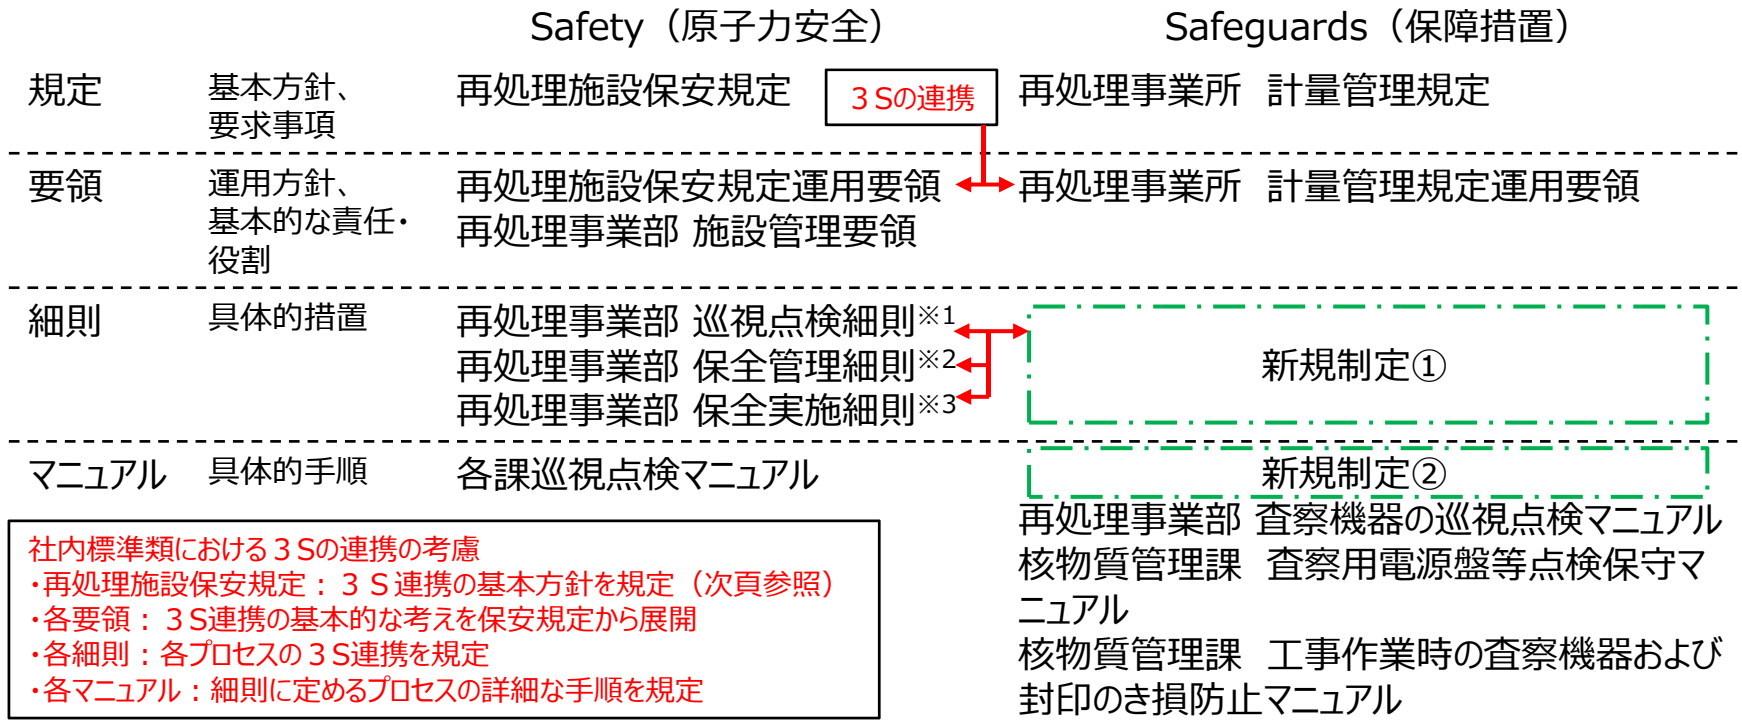 Safety（原子力安全）
Safeguards（保障措置）
規定
基本方針、
要求事項
再処理施設保安規定
３Sの連携
再処理事業所　計量管理規定
要領
運用方針、
基本的な責任・
役割
再処理施設保安規定運用要領
再処理事業部 施設管理要領
再処理事業所　計量管理規定運用要領
細則
具体的措置
再処理事業部 巡視点検細則※1
再処理事業部 保全管理細則※2
再処理事業部 保全実施細則※3
新規制定①
マニュアル
具体的手順
各課巡視点検マニュアル
新規制定②
再処理事業部 査察機器の巡視点検マニュアル
核物質管理課　査察用電源盤等点検保守マ
ニュアル
核物質管理課　工事作業時の査察機器および
封印のき損防止マニュアル
社内標準類における３Sの連携の考慮
・再処理施設保安規定：３Ｓ連携の基本方針を規定（次頁参照）
・各要領：３S連携の基本的な考えを保安規定から展開
・各細則：各プロセスの３S連携を規定
・各マニュアル：細則に定めるプロセスの詳細な手順を規定